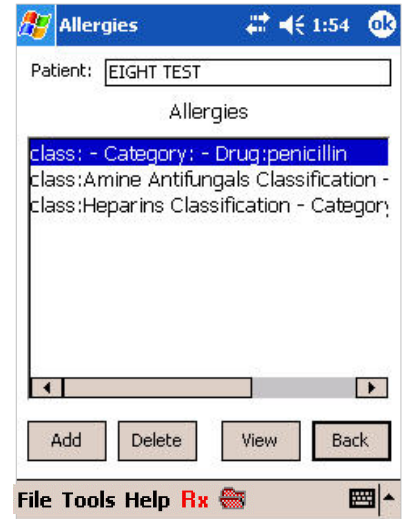 Allergies 1:54 ok
Patient: EIGHT TEST
Allergies
class: - Category: - Drug:penicillin
class:Amine Antifungals Classification -
class:Heparins Classification - Category
Add Delete View Back
File Tools Help Rx